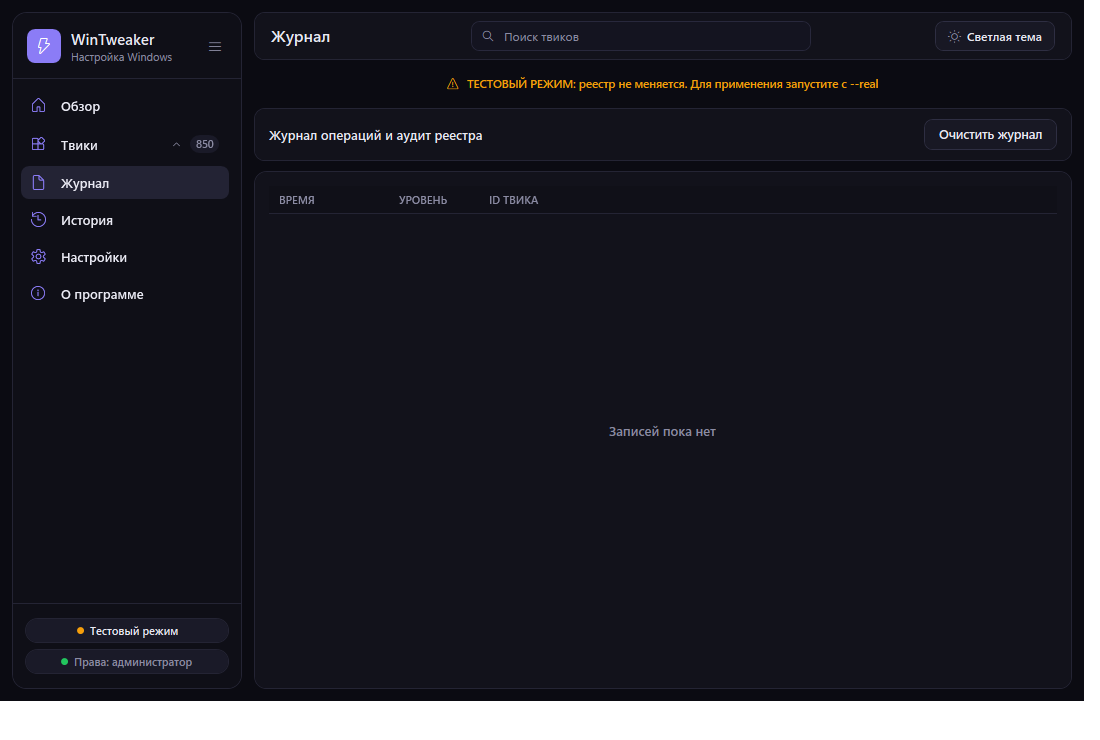 WinTweaker
Настройка Windows
Обзор
Твики 850
Журнал
История
Настройки
О программе
Тестовый режим
Права: администратор
Журнал
Поиск твиков
Светлая тема
ТЕСТОВЫЙ РЕЖИМ: реестр не меняется. Для применения запустите с --real
Журнал операций и аудит реестра
Очистить журнал
ВРЕМЯ УРОВЕНЬ ID ТВИКА
Записей пока нет